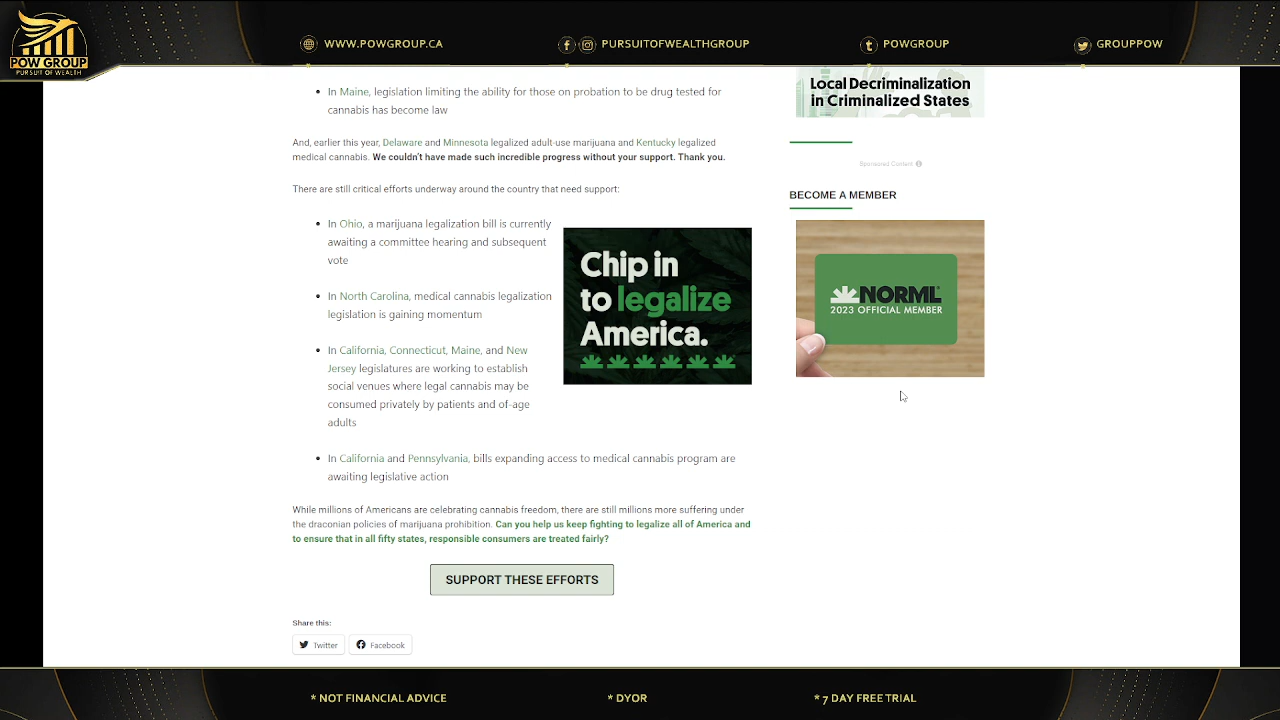 POW GROUP
PURSUIT OF WEALTH
WWW.POWGROUP.CA
PURSUITOFWEALTHGROUP
POWGROUP
GROUPPOW
In Maine, legislation limiting the ability for those on probation to be drug tested for
cannabis has become law
And, earlier this year, Delaware and Minnesota legalized adult-use marijuana and Kentucky legalized
medical cannabis. We couldn't have made such incredible progress without your support. Thank you.
There are still critical efforts underway around the country that need support:
In Ohio, a marijuana legalization bill is currently
awaiting a committee hearing and subsequent
vote
In North Carolina, medical cannabis legalization
legislation is gaining momentum
In California, Connecticut, Maine, and New
Jersey legislatures are working to establish
social venues where legal cannabis may be
consumed privately by patients and of-age
adults
Chip in
to legalize
America.
In California and Pennsylvania, bills expanding access to medical cannabis program are
awaiting legislative action
While millions of Americans are celebrating cannabis freedom, there are still millions more suffering under
the draconian policies of marijuana prohibition. Can you help us keep fighting to legalize all of America and
to ensure that in all fifty states, responsible consumers are treated fairly?
SUPPORT THESE EFFORTS
Share this:
Twitter
Facebook
Local Decriminalization
in Criminalized States
Sponsored Content
BECOME A MEMBER
NORML
2023 OFFICIAL MEMBER
* NOT FINANCIAL ADVICE
* DYOR
* 7 DAY FREE TRIAL